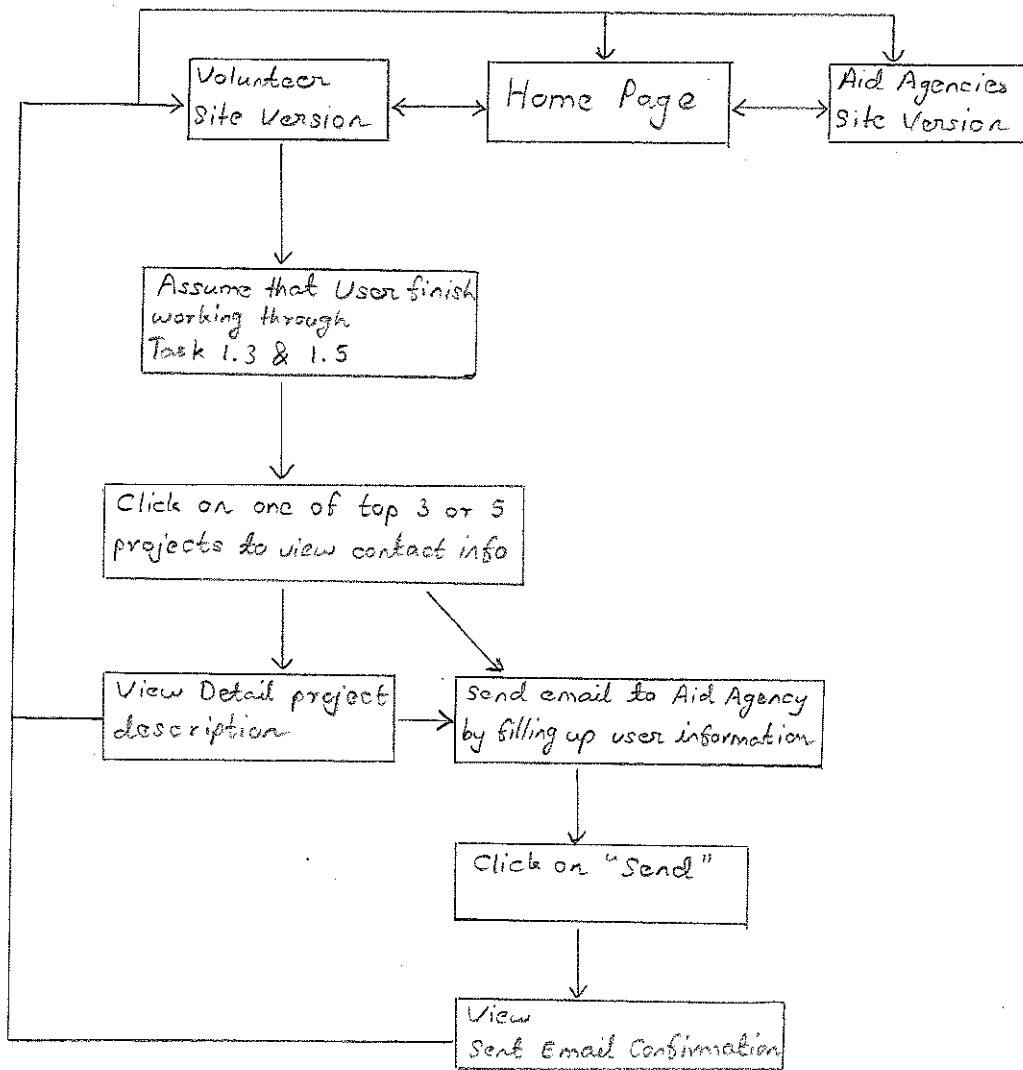 Volunteer
Site Version
Home Page
Aid Agencies
Site Version
Assume that User finish
working through
Task 1.3 & 1.5
Click on one of top 3 or 5
projects to view contact info
View Detail project
description
Send email to Aid Agency
by filling up user information
Click on "Send"
View
Sent Email Confirmation